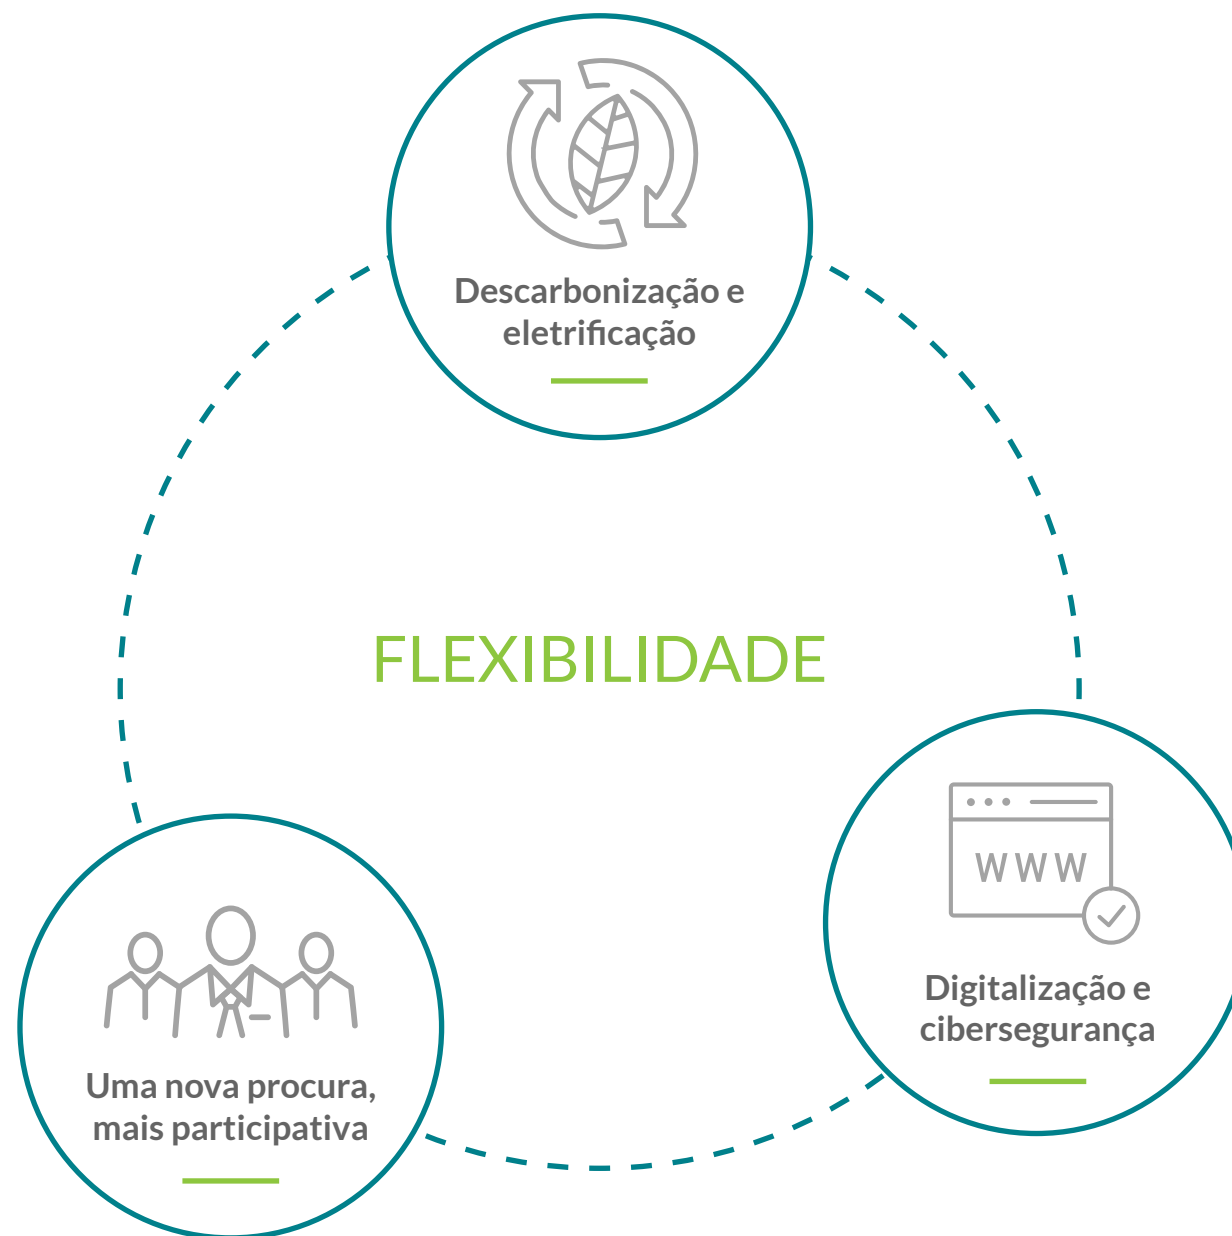 Descarbonização e
eletrificação
FLEXIBILIDADE
WWW
Digitalização e
cibersegurança
Uma nova procura,
mais participativa